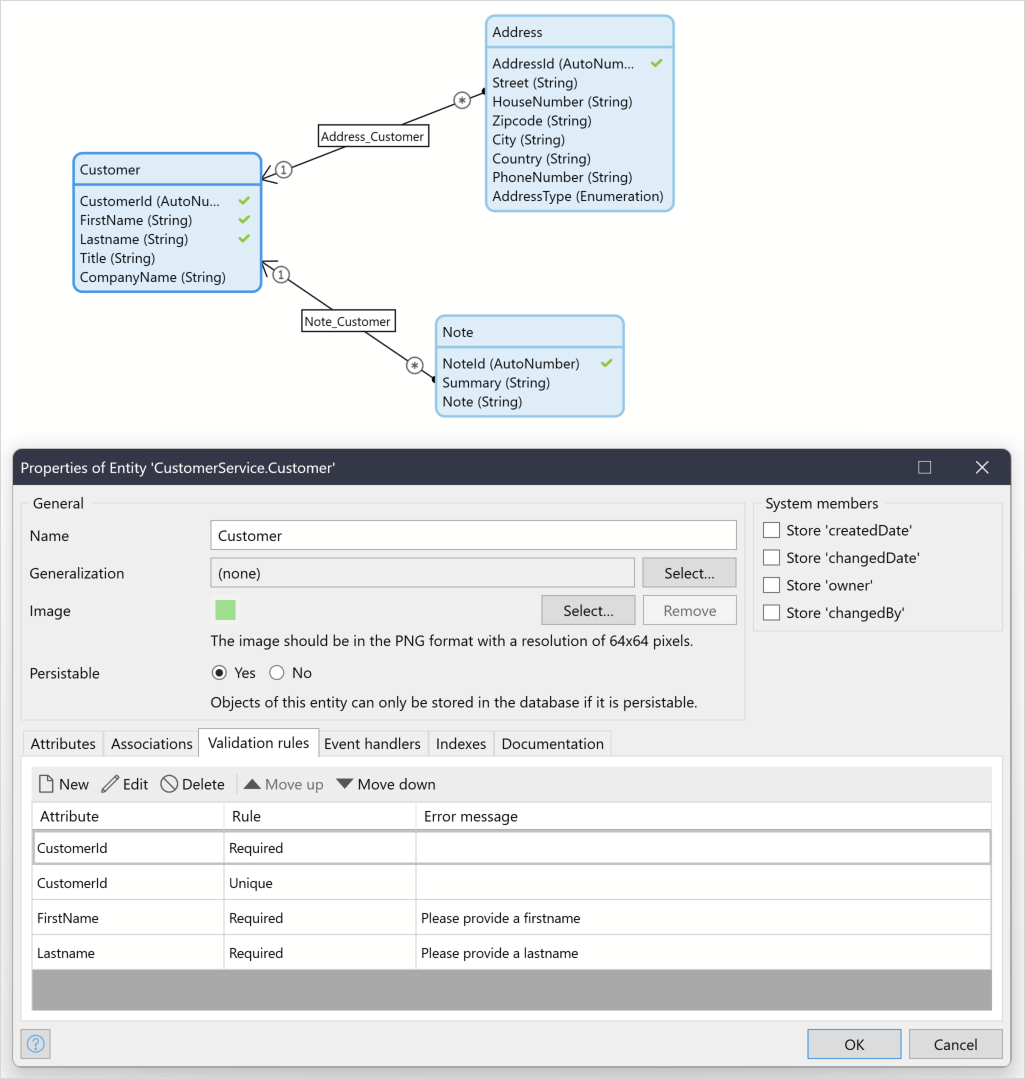 Address
AddressId (AutoNum...
Street (String)
HouseNumber (String)
Zipcode (String)
City (String)
Country (String)
PhoneNumber (String)
AddressType (Enumeration)
*
Address_Customer
1
Customer
CustomerId (AutoNu...
FirstName (String)
Lastname (String)
Title (String)
CompanyName (String)
1
Note_Customer
*
Note
NoteId (AutoNumber)
Summary (String)
Note (String)
Properties of Entity 'CustomerService.Customer'
General
Name
Customer
Generalization
(none)
Select...
Image
Select...
Remove
The image should be in the PNG format with a resolution of 64x64 pixels.
Persistable
Yes
No
Objects of this entity can only be stored in the database if it is persistable.
System members
Store 'createdDate'
Store 'changedDate'
Store 'owner'
Store 'changedBy'
Attributes Associations Validation rules Event handlers Indexes Documentation
New Edit Delete Move up Move down
Attribute Rule Error message
CustomerId Required
CustomerId Unique
FirstName Required Please provide a firstname
Lastname Required Please provide a lastname
?
OK
Cancel